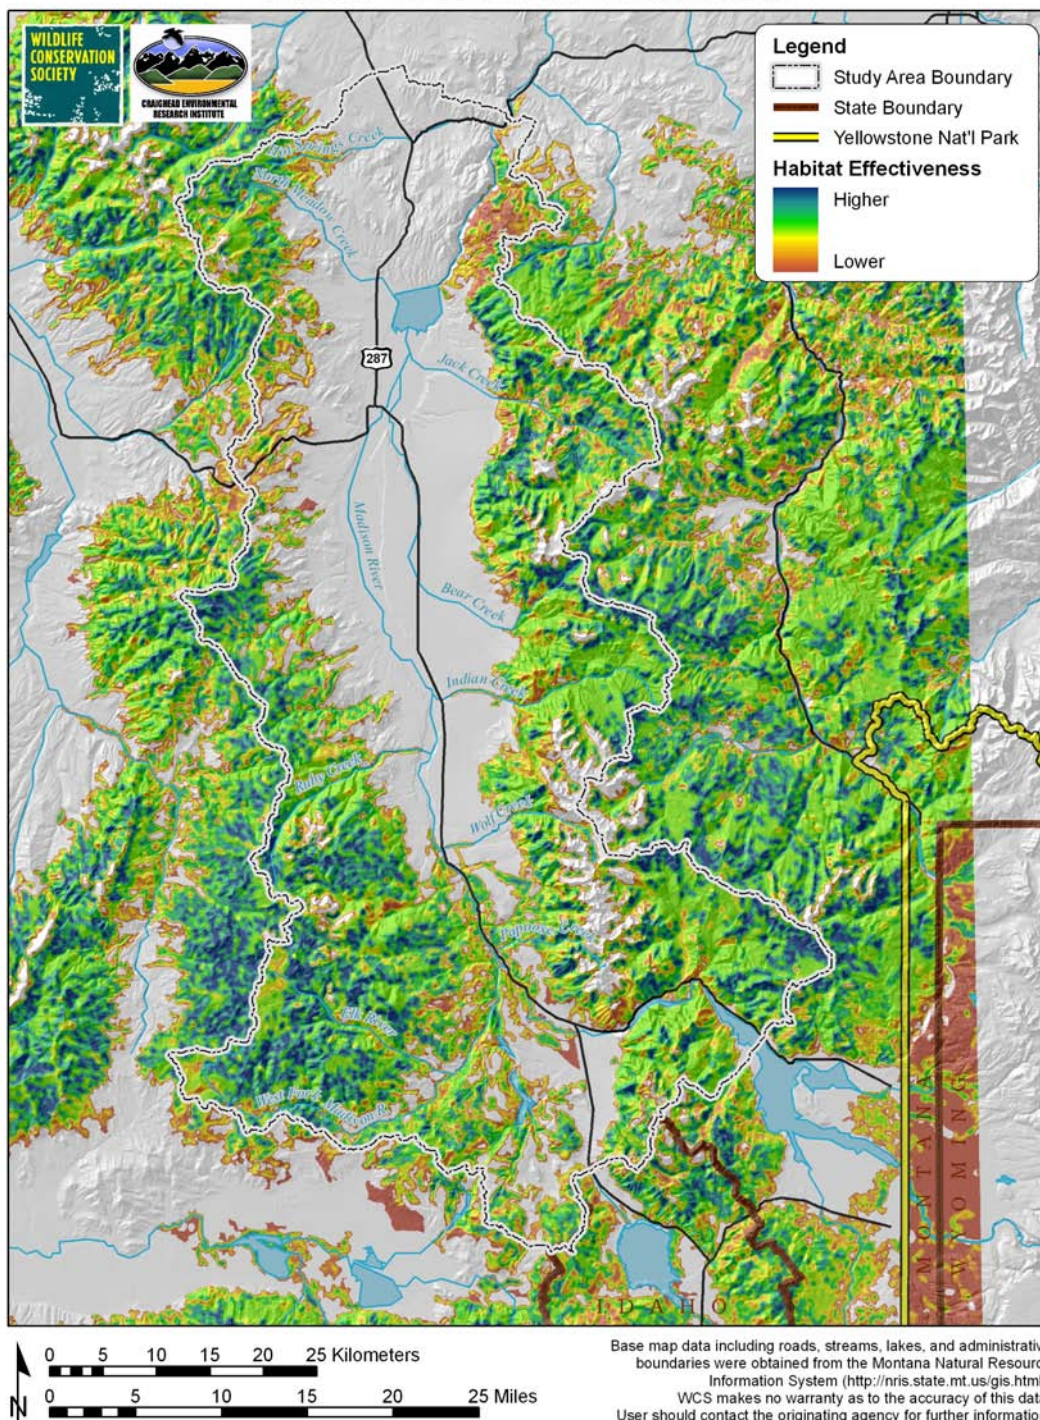 WILDLIFE
CONSERVATION
SOCIETY
CRAIGHEAD ENVIRONMENTAL
RESEARCH INSTITUTE
Legend
Study Area Boundary
State Boundary
Yellowstone Nat'l Park
Habitat Effectiveness
Higher
Lower
Hot Springs Creek
North Meadow Creek
287
Jack Creek
Madison River
Bear Creek
Indian Creek
Ruby Creek
Wolf Creek
Papoose Creek
Elk River
West Fork Madison R.
MONTANA
WYOMING
IDAHO
0 5 10 15 20 25 Kilometers
0 5 10 15 20 25 Miles
N
Base map data including roads, streams, lakes, and administrativ
boundaries were obtained from the Montana Natural Resourc
Information System (http://nris.state.mt.us/gis.html
WCS makes no warranty as to the accuracy of this data
User should contact the originating agency for further information